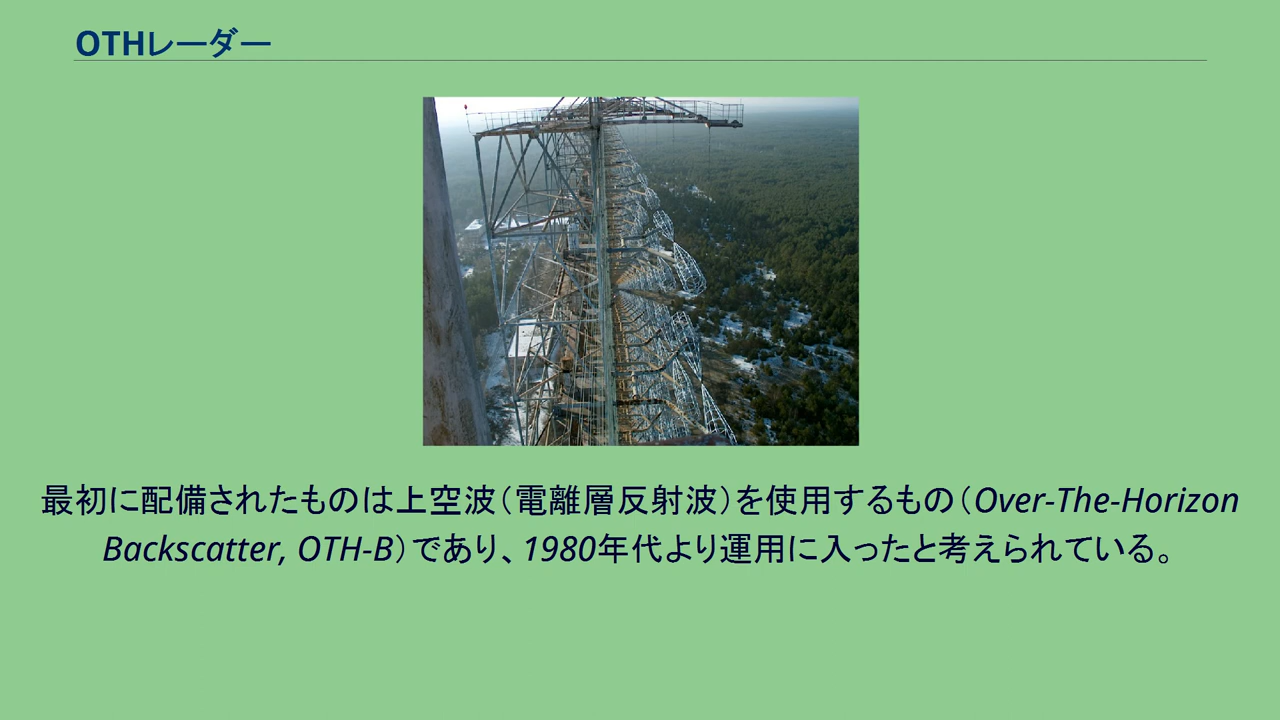 OTHレーダー
最初に配備されたものは上空波（電離層反射波）を使用するもの（Over-The-Horizon
Backscatter, OTH-B）であり、1980年代より運用に入ったと考えられている。